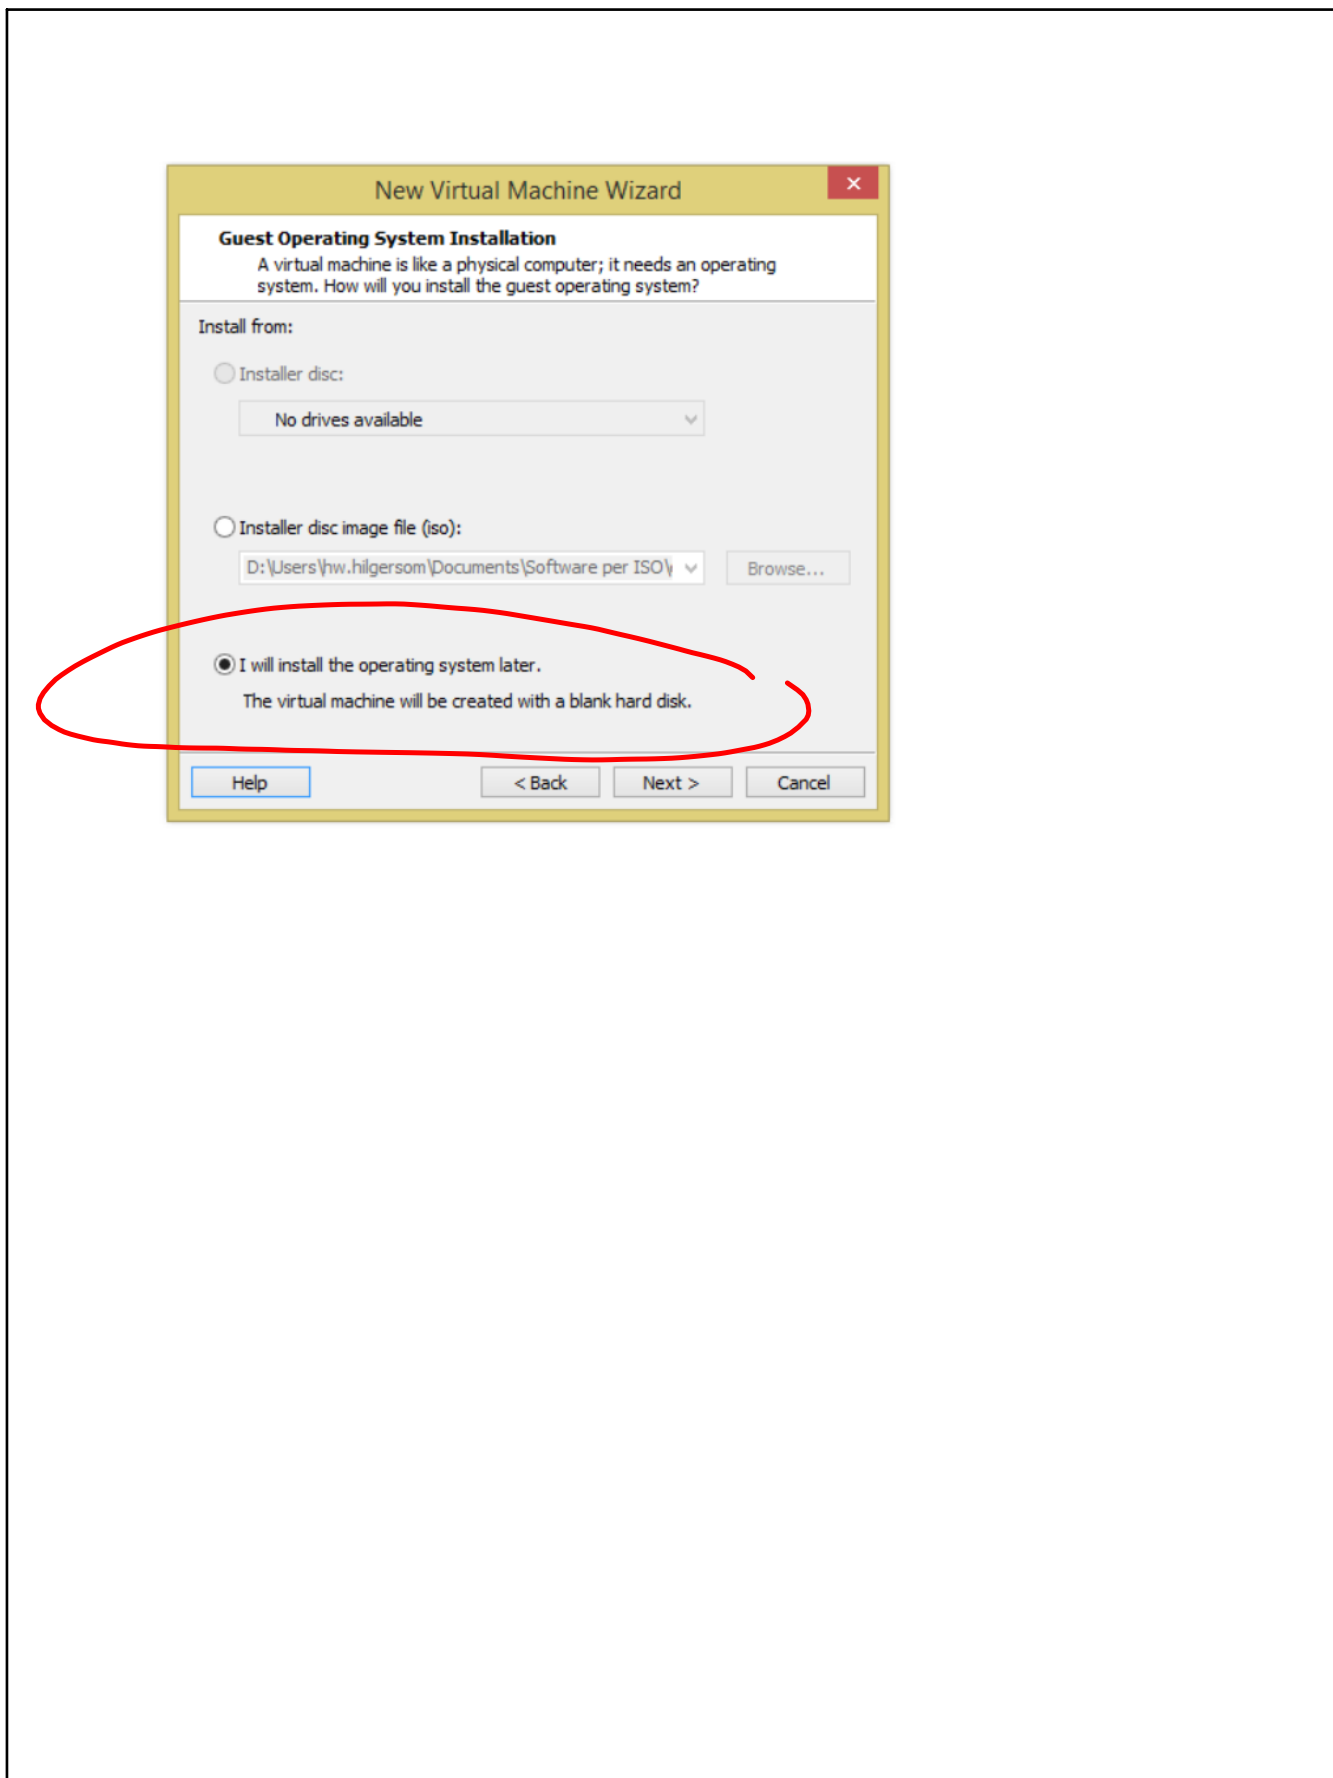 New Virtual Machine Wizard
Guest Operating System Installation
A virtual machine is like a physical computer; it needs an operating
system. How will you install the guest operating system?
Install from:
Installer disc:
No drives available
Installer disc image file (iso):
D:\Users\hw.hilgersom\Documents\Software per ISO\
Browse...
I will install the operating system later.
The virtual machine will be created with a blank hard disk.
Help
< Back
Next >
Cancel